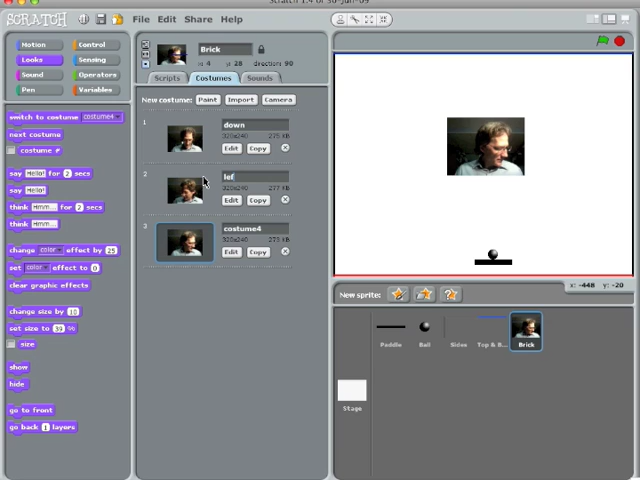 Scratch 1.4 of 30-Jun-09
SCRATCH File Edit Share Help
Motion Control
Looks Sensing
Sound Operators
Pen Variables
switch to costume costume4
next costume
costume #
say Hello! for 2 secs
say Hello!
think Hmm... for 2 secs
think Hmm...
change color effect by 25
set color effect to 0
clear graphic effects
change size by 10
set size to 39 %
size
show
hide
go to front
go back 1 layers
Brick
x: 4 y: 28 direction: 90
Scripts Costumes Sounds
New costume: Paint Import Camera
1 down
320x240 275 KB
Edit Copy
2 lef
320x240 277 KB
Edit Copy
3 costume4
320x240 273 KB
Edit Copy
x: -448 y: -20
New sprite:
Paddle Ball Sides Top & B... Brick
Stage